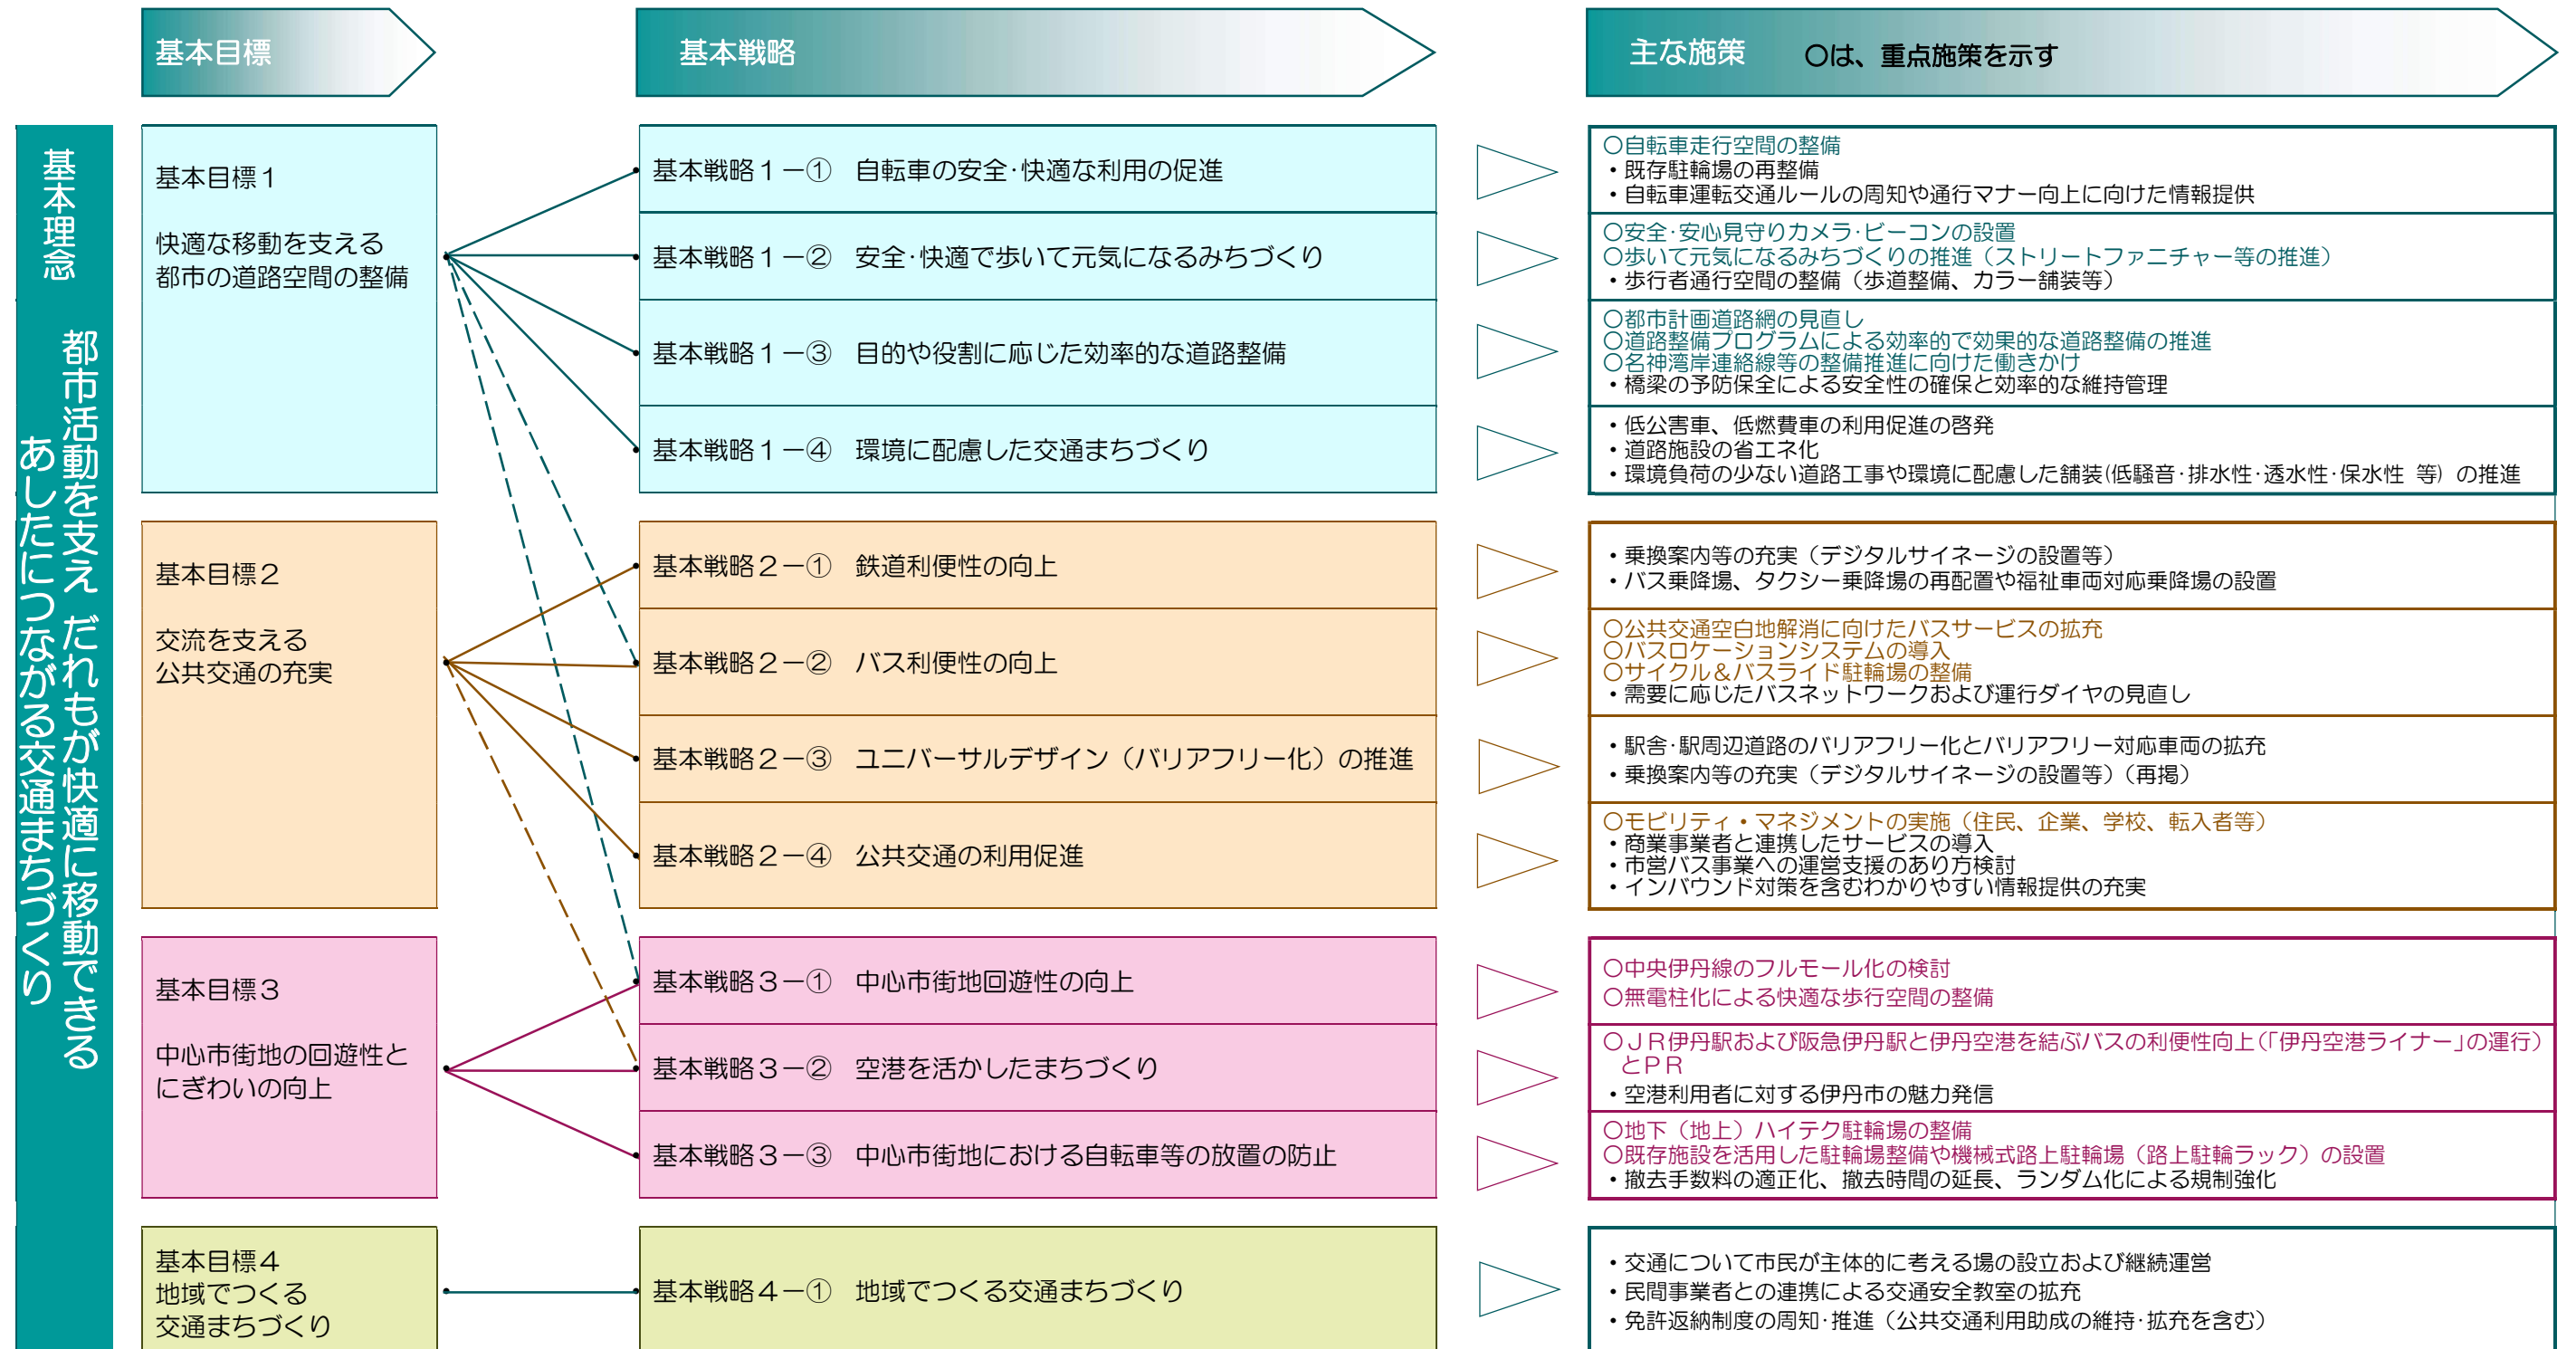 基本目標
基本戦略
主な施策 〇は、重点施策を示す
基本理念
都市活動を支え だれもが快適に移動できる
あしたにつながる交通まちづくり
基本目標１
快適な移動を支える
都市の道路空間の整備
基本戦略１－① 自転車の安全･快適な利用の促進
〇自転車走行空間の整備
・既存駐輪場の再整備
・自転車運転交通ルールの周知や通行マナー向上に向けた情報提供
基本戦略１－② 安全･快適で歩いて元気になるみちづくり
〇安全･安心見守りカメラ･ビーコンの設置
〇歩いて元気になるみちづくりの推進（ストリートファニチャー等の推進）
・歩行者通行空間の整備（歩道整備、カラー舗装等）
基本戦略１－③ 目的や役割に応じた効率的な道路整備
〇都市計画道路網の見直し
〇道路整備プログラムによる効率的で効果的な道路整備の推進
〇名神湾岸連絡線等の整備推進に向けた働きかけ
・橋梁の予防保全による安全性の確保と効率的な維持管理
基本戦略１－④ 環境に配慮した交通まちづくり
・低公害車、低燃費車の利用促進の啓発
・道路施設の省エネ化
・環境負荷の少ない道路工事や環境に配慮した舗装(低騒音･排水性･透水性･保水性 等) の推進
基本目標２
交流を支える
公共交通の充実
基本戦略２－① 鉄道利便性の向上
・乗換案内等の充実（デジタルサイネージの設置等）
・バス乗降場、タクシー乗降場の再配置や福祉車両対応乗降場の設置
基本戦略２－② バス利便性の向上
〇公共交通空白地解消に向けたバスサービスの拡充
〇バスロケーションシステムの導入
〇サイクル＆バスライド駐輪場の整備
・需要に応じたバスネットワークおよび運行ダイヤの見直し
基本戦略２－③ ユニバーサルデザイン（バリアフリー化）の推進
・駅舎･駅周辺道路のバリアフリー化とバリアフリー対応車両の拡充
・乗換案内等の充実（デジタルサイネージの設置等）（再掲）
基本戦略２－④ 公共交通の利用促進
〇モビリティ・マネジメントの実施（住民、企業、学校、転入者等）
・商業事業者と連携したサービスの導入
・市営バス事業への運営支援のあり方検討
・インバウンド対策を含むわかりやすい情報提供の充実
基本目標３
中心市街地の回遊性と
にぎわいの向上
基本戦略３－① 中心市街地回遊性の向上
〇中央伊丹線のフルモール化の検討
〇無電柱化による快適な歩行空間の整備
基本戦略３－② 空港を活かしたまちづくり
〇ＪＲ伊丹駅および阪急伊丹駅と伊丹空港を結ぶバスの利便性向上(｢伊丹空港ライナー｣の運行)
とＰＲ
・空港利用者に対する伊丹市の魅力発信
基本戦略３－③ 中心市街地における自転車等の放置の防止
〇地下（地上）ハイテク駐輪場の整備
〇既存施設を活用した駐輪場整備や機械式路上駐輪場（路上駐輪ラック）の設置
・撤去手数料の適正化、撤去時間の延長、ランダム化による規制強化
基本目標４
地域でつくる
交通まちづくり
基本戦略４－① 地域でつくる交通まちづくり
・交通について市民が主体的に考える場の設立および継続運営
・民間事業者との連携による交通安全教室の拡充
・免許返納制度の周知･推進（公共交通利用助成の維持･拡充を含む）